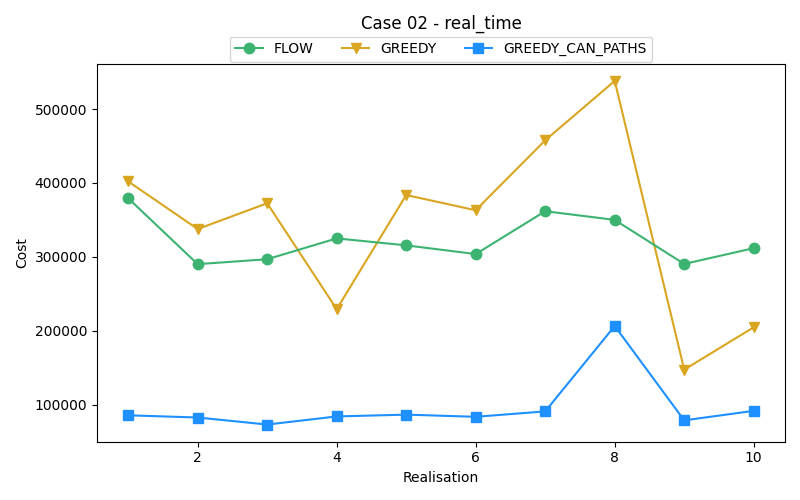 Case 02 - real_time
FLOW GREEDY GREEDY_CAN_PATHS
500000
400000
300000
200000
100000
Cost
2 4 6 8 10
Realisation